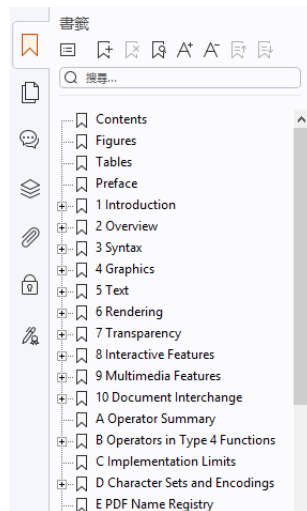 書籤
搜尋...
Contents
Figures
Tables
Preface
1 Introduction
2 Overview
3 Syntax
4 Graphics
5 Text
6 Rendering
7 Transparency
8 Interactive Features
9 Multimedia Features
10 Document Interchange
A Operator Summary
B Operators in Type 4 Functions
C Implementation Limits
D Character Sets and Encodings
E PDF Name Registry